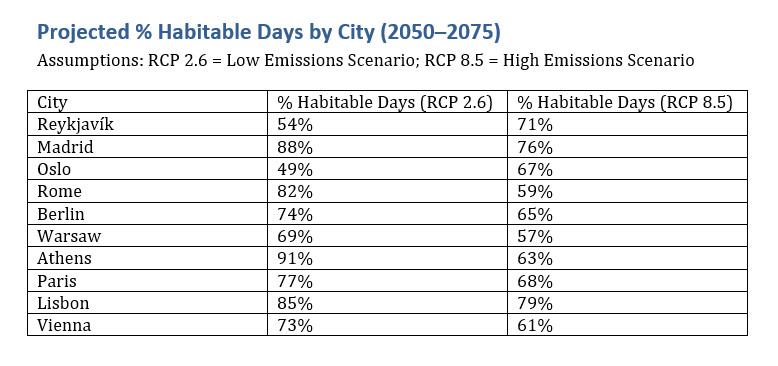 Projected % Habitable Days by City (2050–2075)
Assumptions: RCP 2.6 = Low Emissions Scenario; RCP 8.5 = High Emissions Scenario
City % Habitable Days (RCP 2.6) % Habitable Days (RCP 8.5)
Reykjavík 54% 71%
Madrid 88% 76%
Oslo 49% 67%
Rome 82% 59%
Berlin 74% 65%
Warsaw 69% 57%
Athens 91% 63%
Paris 77% 68%
Lisbon 85% 79%
Vienna 73% 61%